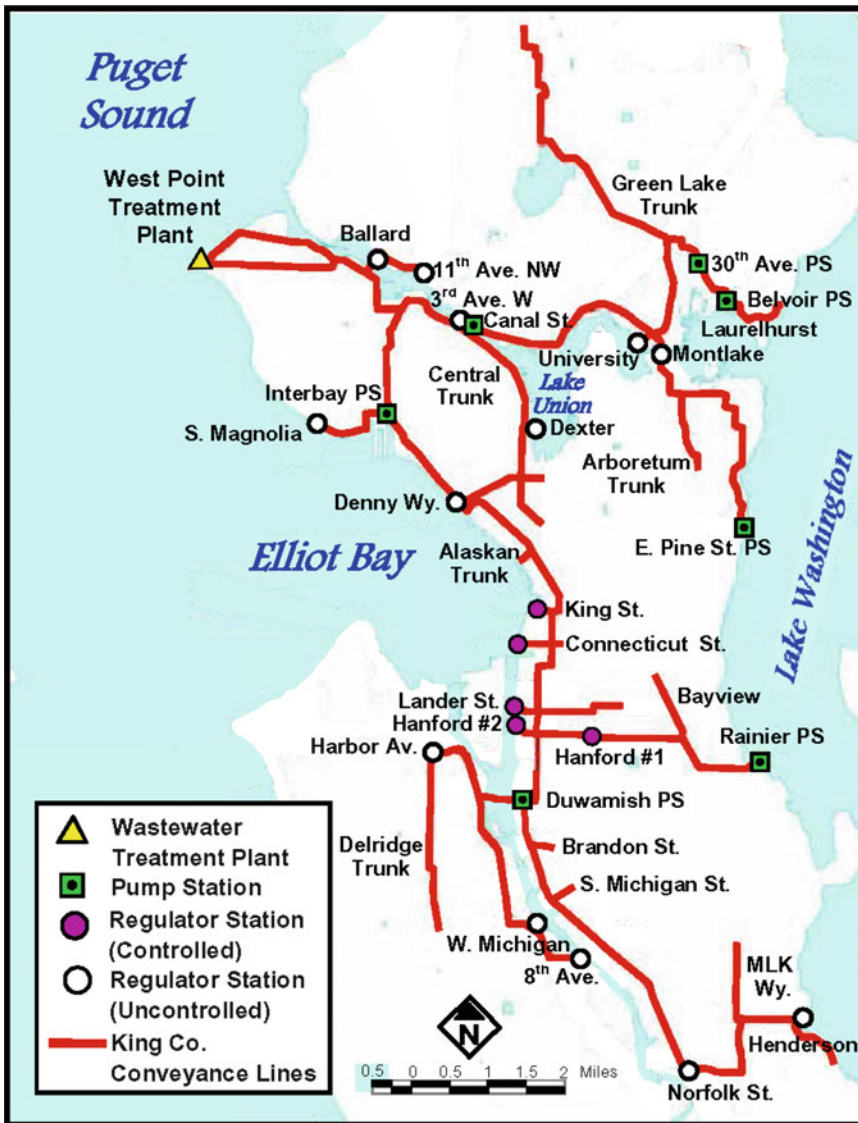 Puget
Sound
West Point
Treatment
Plant
Green Lake
Trunk
Ballard
11th Ave. NW
30th Ave. PS
3rd Ave. W
Canal St.
Belvoir PS
Laurelhurst
University
Montlake
Central
Trunk
Lake
Union
Interbay PS
S. Magnolia
Dexter
Arboretum
Trunk
Denny Wy.
E. Pine St. PS
Elliot Bay
Alaskan
Trunk
Lake Washington
King St.
Connecticut St.
Lander St.
Bayview
Hanford #2
Rainier PS
Harbor Av.
Hanford #1
Duwamish PS
Brandon St.
Delridge
Trunk
S. Michigan St.
W. Michigan
8th Ave.
MLK
Wy.
Henderson
Norfolk St.
Wastewater
Treatment Plant
Pump Station
Regulator Station
(Controlled)
Regulator Station
(Uncontrolled)
King Co.
Conveyance Lines
N
0.5 0 0.5 1 1.5 2 Miles